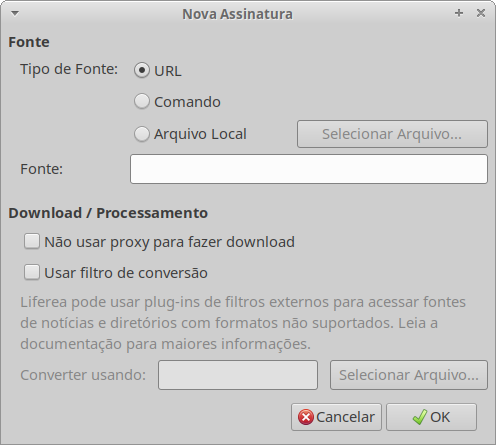 Nova Assinatura
Fonte
Tipo de Fonte:
URL
Comando
Arquivo Local
Selecionar Arquivo...
Fonte:
Download / Processamento
Não usar proxy para fazer download
Usar filtro de conversão
Liferea pode usar plug-ins de filtros externos para acessar fontes
de notícias e diretórios com formatos não suportados. Leia a
documentação para maiores informações.
Converter usando:
Selecionar Arquivo...
Cancelar
OK